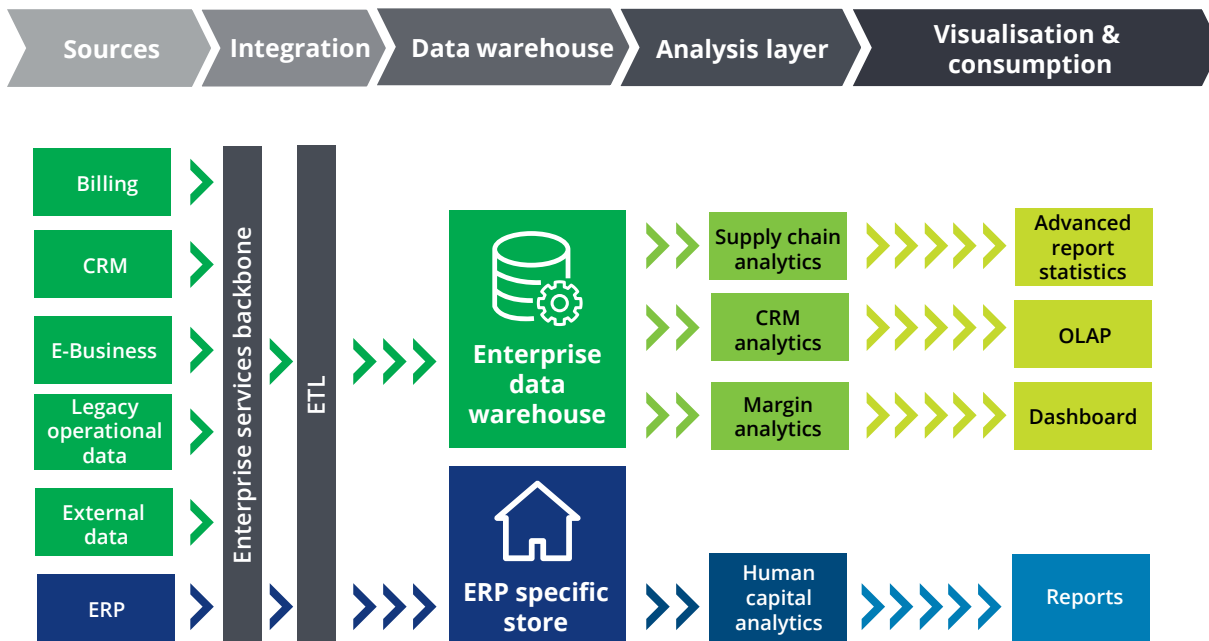 Sources
Integration
Data warehouse
Analysis layer
Visualisation &
consumption
Billing
CRM
E-Business
Legacy
operational
data
External
data
ERP
Enterprise services backbone
ETL
Enterprise
data
warehouse
ERP specific
store
Supply chain
analytics
CRM
analytics
Margin
analytics
Human
capital
analytics
Advanced
report
statistics
OLAP
Dashboard
Reports